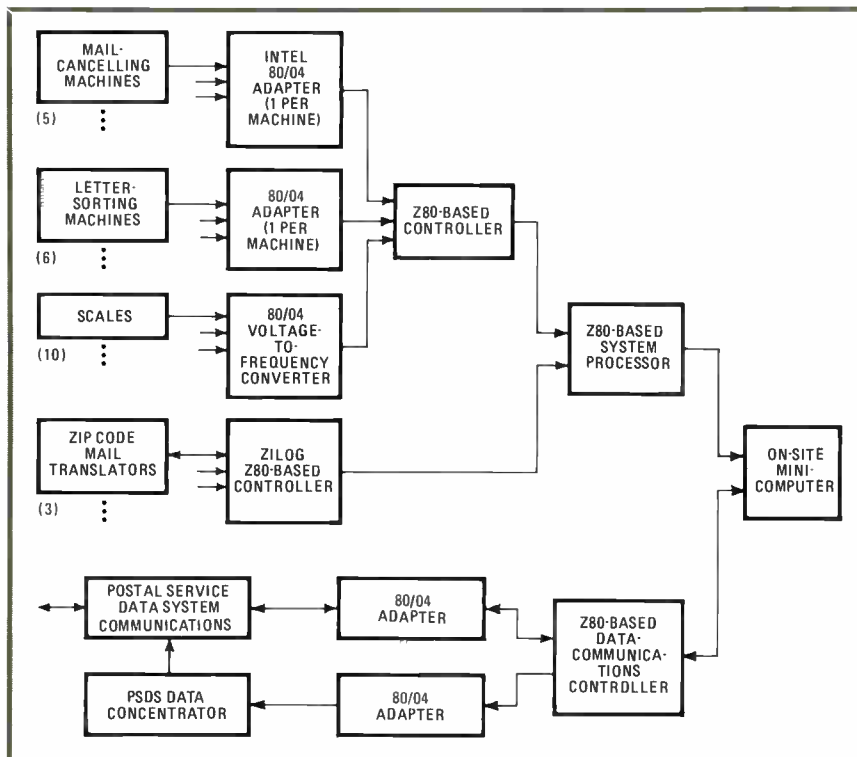 MAIL-
CANCELLING
MACHINES
(5)
INTEL
80/04
ADAPTER
(1 PER
MACHINE)
LETTER-
SORTING
MACHINES
(6)
80/04
ADAPTER
(1 PER
MACHINE)
Z80-BASED
CONTROLLER
SCALES
(10)
80/04
VOLTAGE-
TO-
FREQUENCY
CONVERTER
Z80-BASED
SYSTEM
PROCESSOR
ZIP CODE
MAIL
TRANSLATORS
(3)
ZILOG
Z80-BASED
CONTROLLER
ON-SITE
MINI-
COMPUTER
POSTAL SERVICE
DATA SYSTEM
COMMUNICATIONS
80/04
ADAPTER
Z80-BASED
DATA-
COMMUNICA-
TIONS
CONTROLLER
PSDS DATA
CONCENTRATOR
80/04
ADAPTER